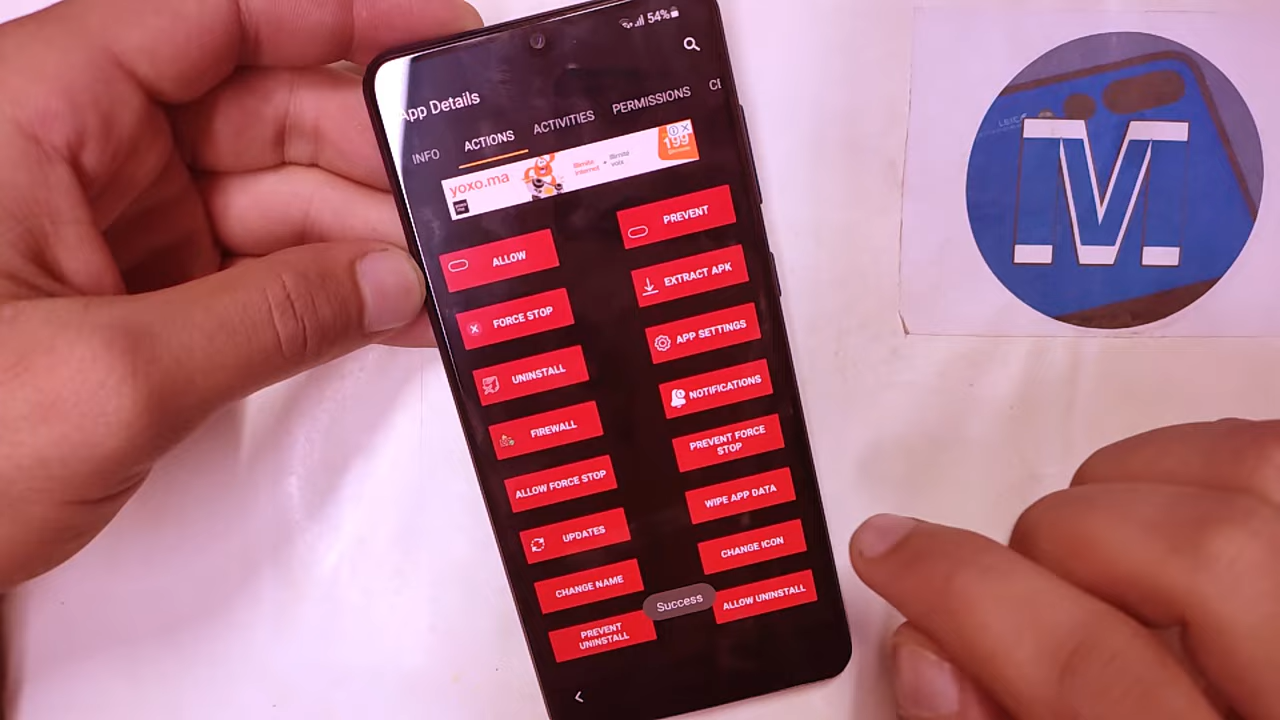 54%
App Details
INFO
ACTIONS
ACTIVITIES
PERMISSIONS
yoxo.ma
199
PREVENT
ALLOW
EXTRACT APK
FORCE STOP
APP SETTINGS
UNINSTALL
NOTIFICATIONS
FIREWALL
PREVENT FORCE
STOP
ALLOW FORCE STOP
WIPE APP DATA
UPDATES
CHANGE ICON
CHANGE NAME
Success
ALLOW UNINSTALL
PREVENT
UNINSTALL
M